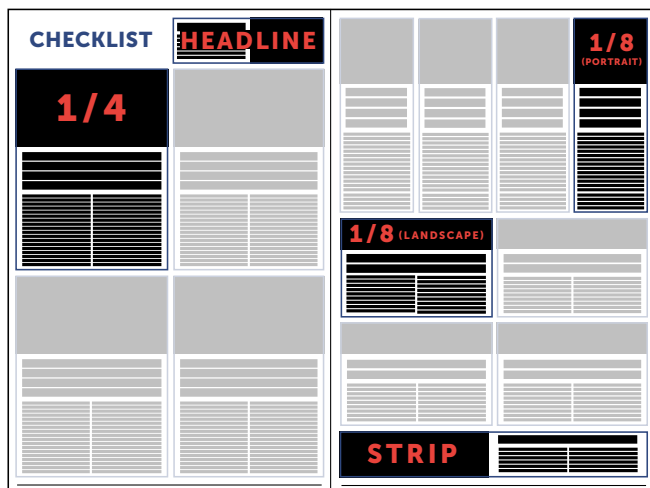 CHECKLIST
HEADLINE
1/4
1/8
(PORTRAIT)
1/8 (LANDSCAPE)
STRIP